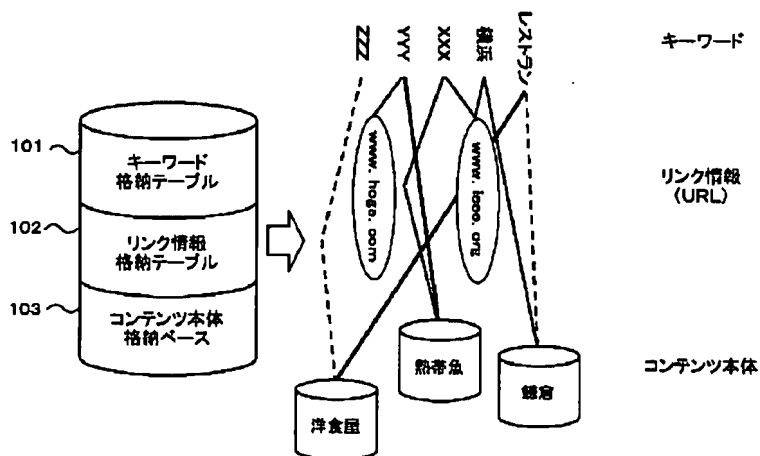 ZZZ
YYY
XXX
横浜
レストラン
キーワード
101
キーワード
格納テーブル
102
リンク情報
格納テーブル
103
コンテンツ本体
格納ベース
www. hoge. com
www. iooo. org
リンク情報
(URL)
熱帯魚
鎌倉
洋食屋
コンテンツ本体